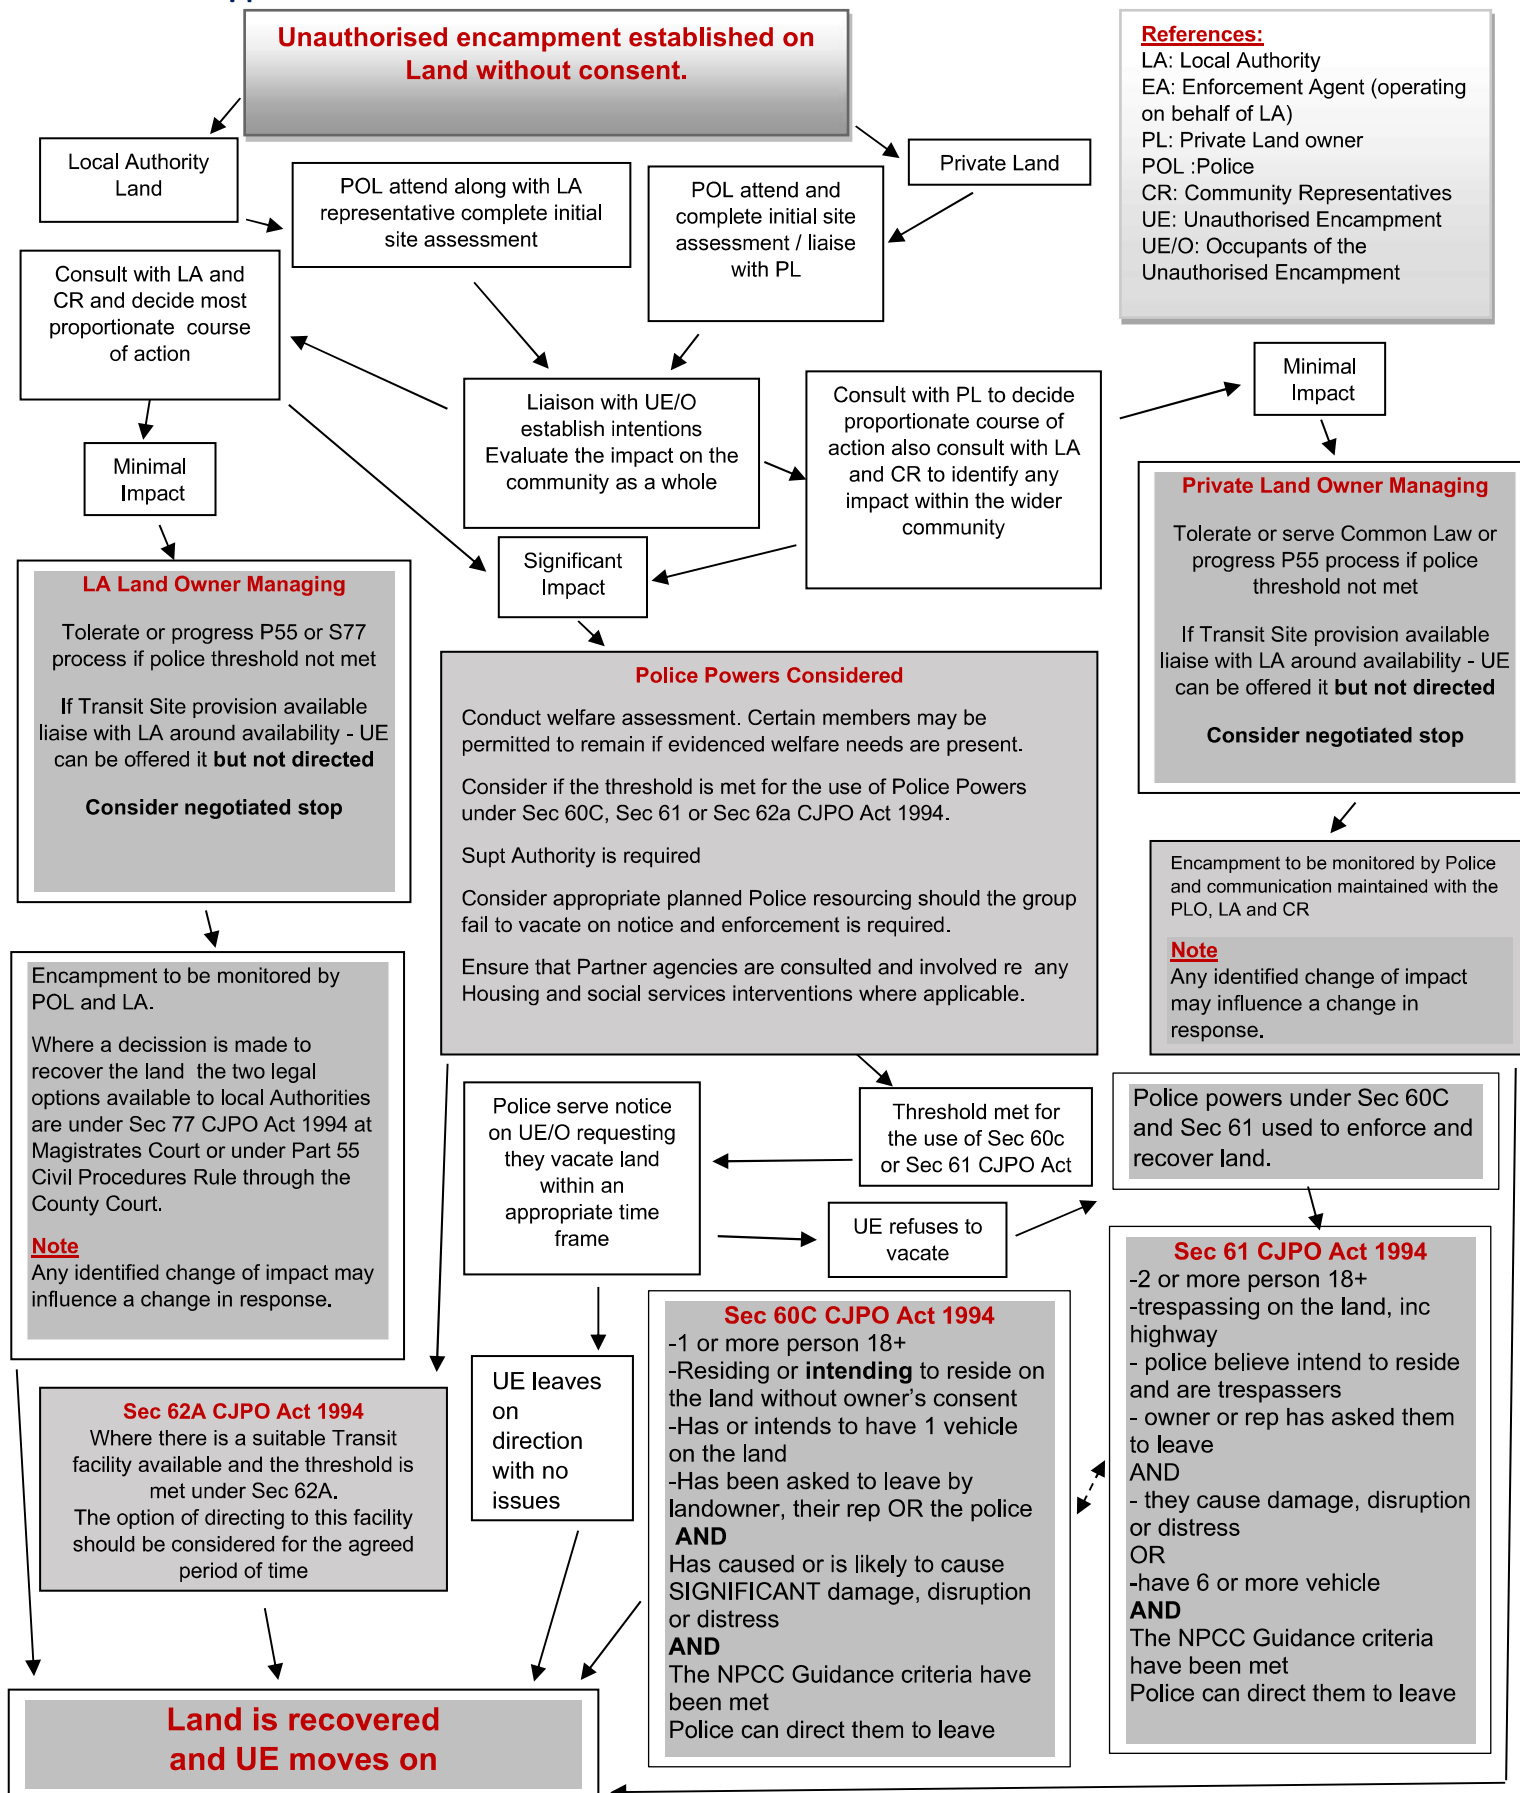 Unauthorised encampment established on
Land without consent.
References:
LA: Local Authority
EA: Enforcement Agent (operating
on behalf of LA)
PL: Private Land owner
POL :Police
CR: Community Representatives
UE: Unauthorised Encampment
UE/O: Occupants of the
Unauthorised Encampment
Local Authority
Land
POL attend along with LA
representative complete initial
site assessment
POL attend and
complete initial site
assessment / liaise
with PL
Private Land
Consult with LA and
CR and decide most
proportionate  course
of action
Liaison with UE/O
establish intentions
Evaluate the impact on the
community as a whole
Consult with PL to decide
proportionate course of
action also consult with LA
and CR to identify any
impact within the wider
community
Minimal
Impact
Minimal
Impact
Significant
Impact
LA Land Owner Managing
Tolerate or progress P55 or S77
process if police threshold not met
If Transit Site provision available
liaise with LA around availability - UE
can be offered it but not directed
Consider negotiated stop
Private Land Owner Managing
Tolerate or serve Common Law or
progress P55 process if police
threshold not met
If Transit Site provision available
liaise with LA around availability - UE
can be offered it but not directed
Consider negotiated stop
Police Powers Considered
Conduct welfare assessment. Certain members may be
permitted to remain if evidenced welfare needs are present.
Consider if the threshold is met for the use of Police Powers
under Sec 60C, Sec 61 or Sec 62a CJPO Act 1994.
Supt Authority is required
Consider appropriate planned Police resourcing should the group
fail to vacate on notice and enforcement is required.
Ensure that Partner agencies are consulted and involved re  any
Housing and social services interventions where applicable.
Encampment to be monitored by Police
and communication maintained with the
PLO, LA and CR
Note
Any identified change of impact
may influence a change in
response.
Encampment to be monitored by
POL and LA.
Where a decission is made to
recover the land  the two legal
options available to local Authorities
are under Sec 77 CJPO Act 1994 at
Magistrates Court or under Part 55
Civil Procedures Rule through the
County Court.
Note
Any identified change of impact may
influence a change in response.
Police serve notice
on UE/O requesting
they vacate land
within an
appropriate time
frame
Threshold met for
the use of Sec 60c
or Sec 61 CJPO Act
UE refuses to
vacate
Police powers under Sec 60C
and Sec 61 used to enforce and
recover land.
Sec 62A CJPO Act 1994
Where there is a suitable Transit
facility available and the threshold is
met under Sec 62A.
The option of directing to this facility
should be considered for the agreed
period of time
UE leaves
on
direction
with no
issues
Sec 60C CJPO Act 1994
-1 or more person 18+
-Residing or intending to reside on
the land without owner’s consent
-Has or intends to have 1 vehicle
on the land
-Has been asked to leave by
landowner, their rep OR the police
AND
Has caused or is likely to cause
SIGNIFICANT damage, disruption
or distress
AND
The NPCC Guidance criteria have
been met
Police can direct them to leave
Sec 61 CJPO Act 1994
-2 or more person 18+
-trespassing on the land, inc
highway
- police believe intend to reside
and are trespassers
- owner or rep has asked them
to leave
AND
- they cause damage, disruption
or distress
OR
-have 6 or more vehicle
AND
The NPCC Guidance criteria
have been met
Police can direct them to leave
Land is recovered
and UE moves on